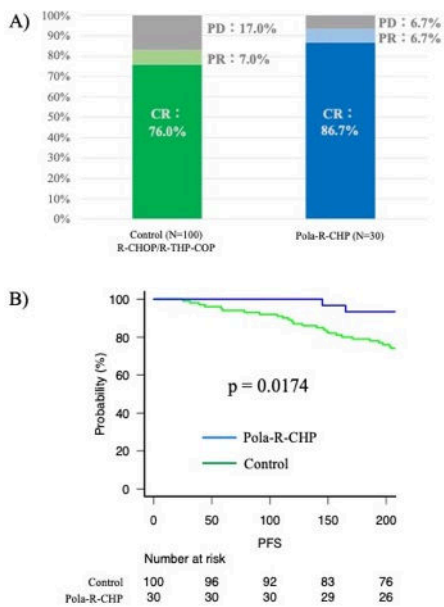 A)
100%
90%
80%
70%
60%
50%
40%
30%
20%
10%
0%
PD : 17.0%
PR : 7.0%
CR :
76.0%
PD : 6.7%
PR : 6.7%
CR :
86.7%
Control (N=100)
R-CHOP/R-THP-COP
Pola-R-CHP (N=30)
B)
Probability (%)
100
80
60
40
20
0
p = 0.0174
Pola-R-CHP
Control
0 50 100 150 200
PFS
Number at risk
Control 100 96 92 83 76
Pola-R-CHP 30 30 30 29 26